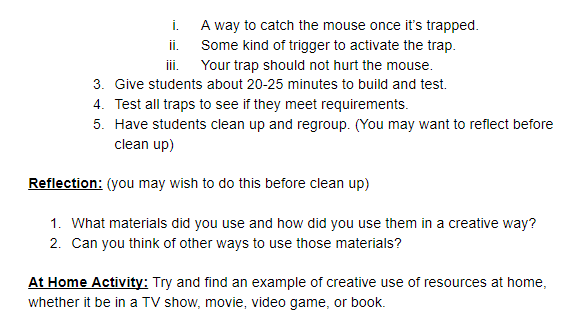 i. A way to catch the mouse once it's trapped.
ii. Some kind of trigger to activate the trap.
iii. Your trap should not hurt the mouse.
3. Give students about 20-25 minutes to build and test.
4. Test all traps to see if they meet requirements.
5. Have students clean up and regroup. (You may want to reflect before
clean up)
Reflection: (you may wish to do this before clean up)
1. What materials did you use and how did you use them in a creative way?
2. Can you think of other ways to use those materials?
At Home Activity: Try and find an example of creative use of resources at home,
whether it be in a TV show, movie, video game, or book.